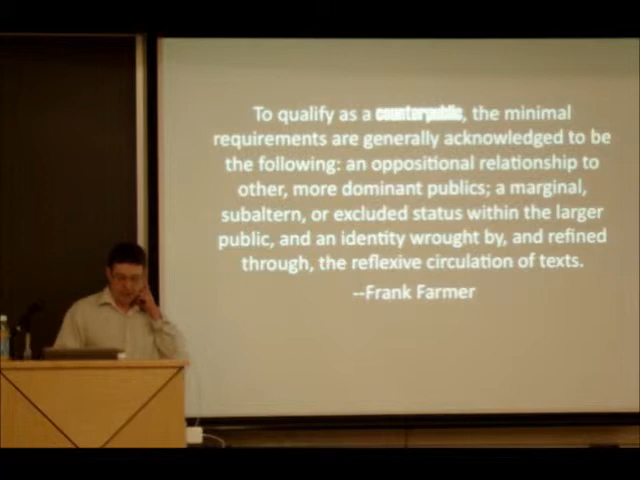 To qualify as a counterpublic, the minimal
requirements are generally acknowledged to be
the following: an oppositional relationship to
other, more dominant publics; a marginal,
subaltern, or excluded status within the larger
public, and an identity wrought by, and refined
through, the reflexive circulation of texts.
--Frank Farmer